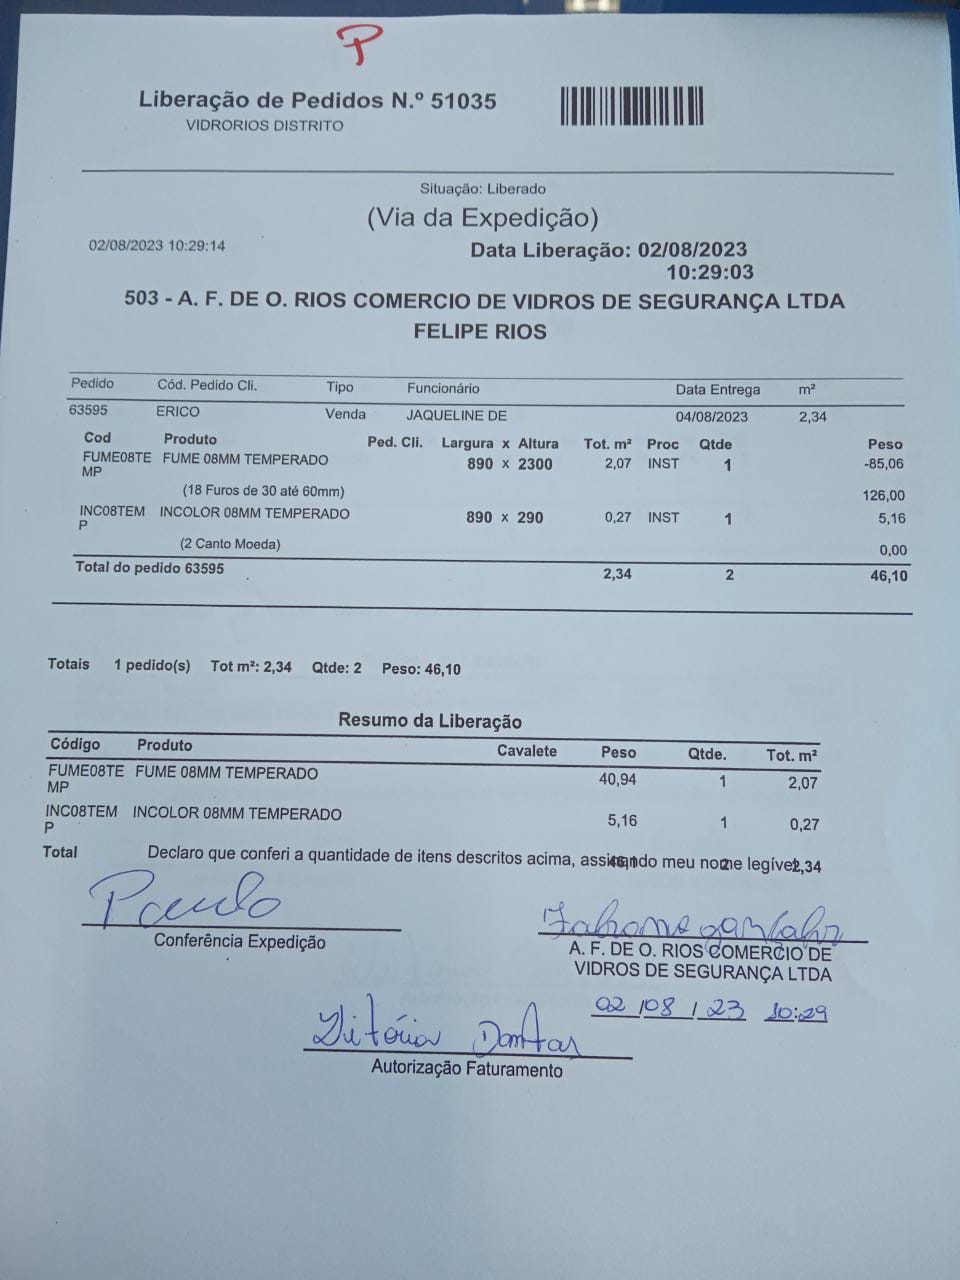 P
Liberação de Pedidos N.º 51035
VIDRORIOS DISTRITO
Situação: Liberado
(Via da Expedição)
02/08/2023 10:29:14 Data Liberação: 02/08/2023
10:29:03
503 - A. F. DE O. RIOS COMERCIO DE VIDROS DE SEGURANÇA LTDA
FELIPE RIOS
Pedido Cód. Pedido Cli. Tipo Funcionário Data Entrega m²
63595 ERICO Venda JAQUELINE DE 04/08/2023 2,34
Cod Produto Ped. Cli. Largura x Altura Tot. m² Proc Qtde Peso
FUME08TE FUME 08MM TEMPERADO 890 x 2300 2,07 INST 1 -85,06
MP
(18 Furos de 30 até 60mm) 126,00
INC08TEM INCOLOR 08MM TEMPERADO 890 x 290 0,27 INST 1 5,16
P
(2 Canto Moeda) 0,00
Total do pedido 63595 2,34 2 46,10
Totais 1 pedido(s) Tot m²: 2,34 Qtde: 2 Peso: 46,10
Resumo da Liberação
Código Produto Cavalete Peso Qtde. Tot. m²
FUME08TE FUME 08MM TEMPERADO 40,94 1 2,07
MP
INC08TEM INCOLOR 08MM TEMPERADO 5,16 1 0,27
P
Total Declaro que conferi a quantidade de itens descritos acima, assinando meu nome legível 2,34
Paulo
Conferência Expedição
A. F. DE O. RIOS COMERCIO DE
VIDROS DE SEGURANÇA LTDA
02/08/23 10:29
Vitória Dantas
Autorização Faturamento